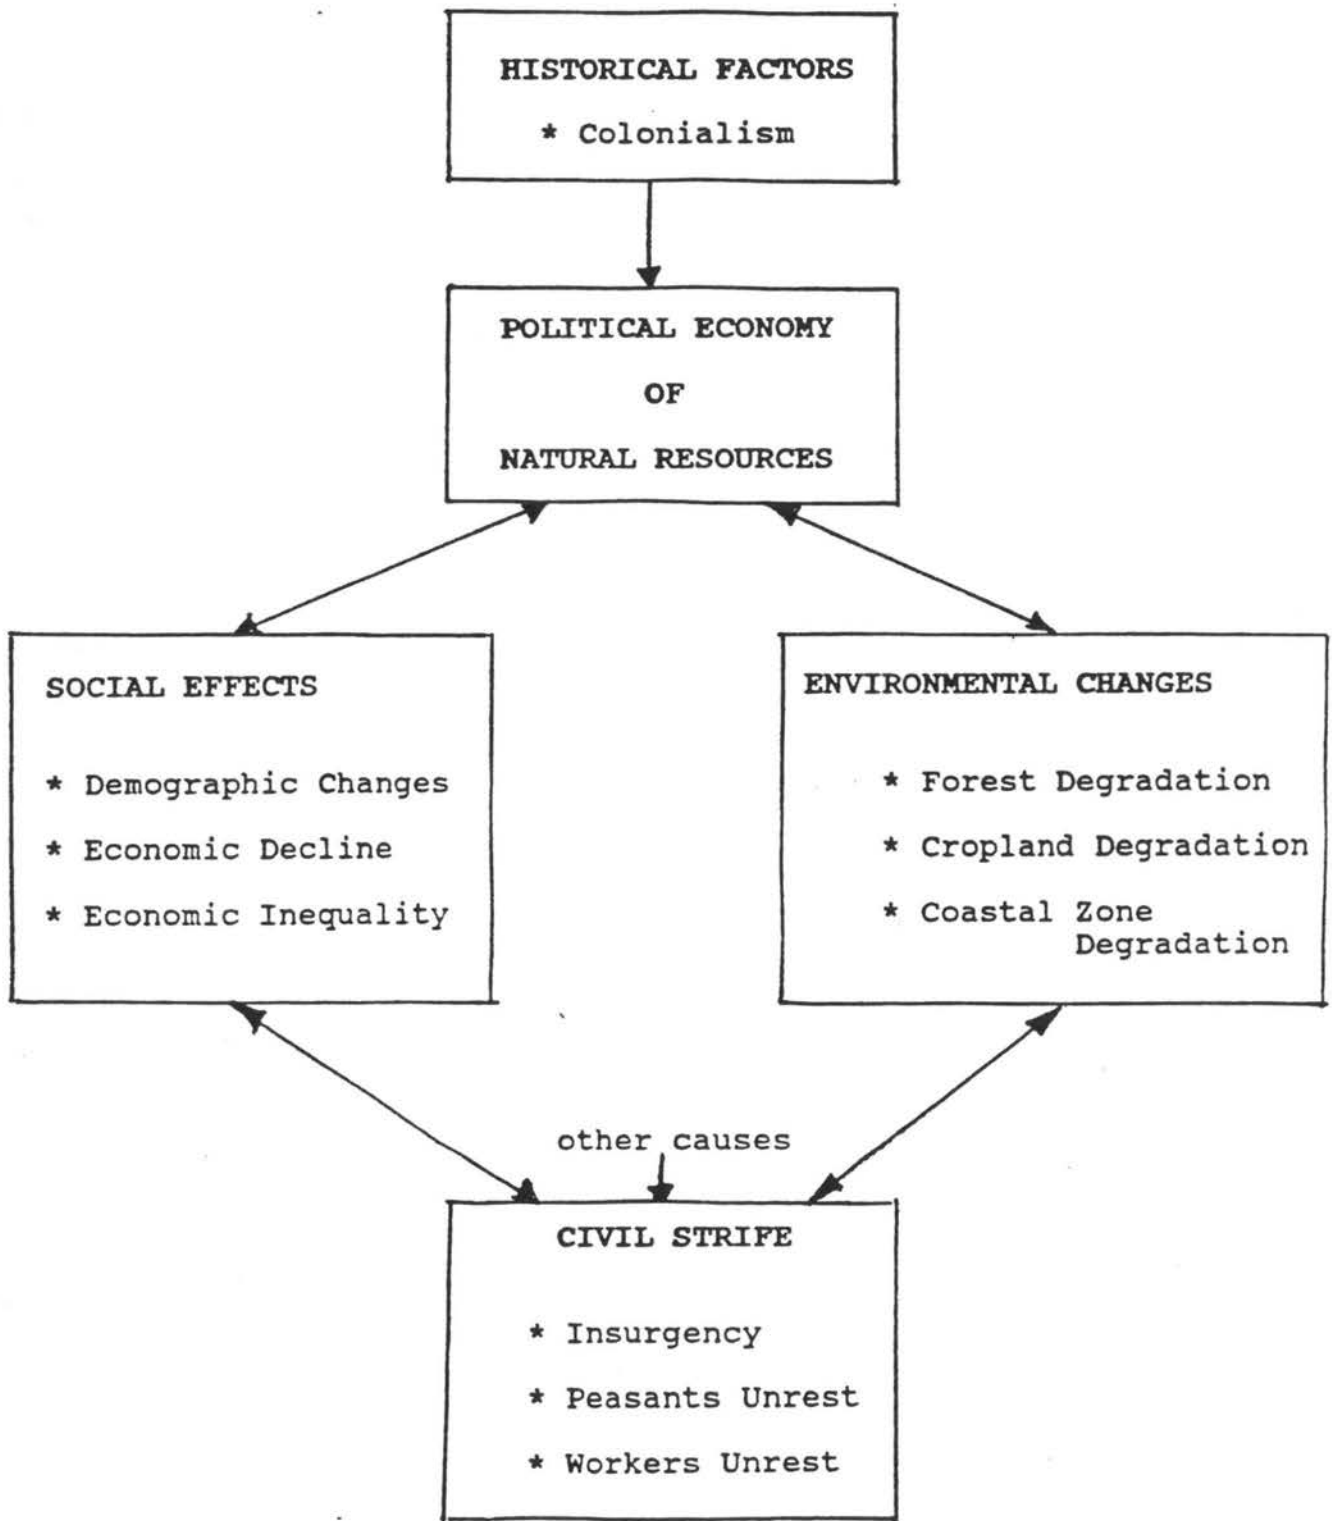 HISTORICAL FACTORS
* Colonialism
POLITICAL ECONOMY
OF
NATURAL RESOURCES
SOCIAL EFFECTS
* Demographic Changes
* Economic Decline
* Economic Inequality
ENVIRONMENTAL CHANGES
* Forest Degradation
* Cropland Degradation
* Coastal Zone
Degradation
other causes
CIVIL STRIFE
* Insurgency
* Peasants Unrest
* Workers Unrest